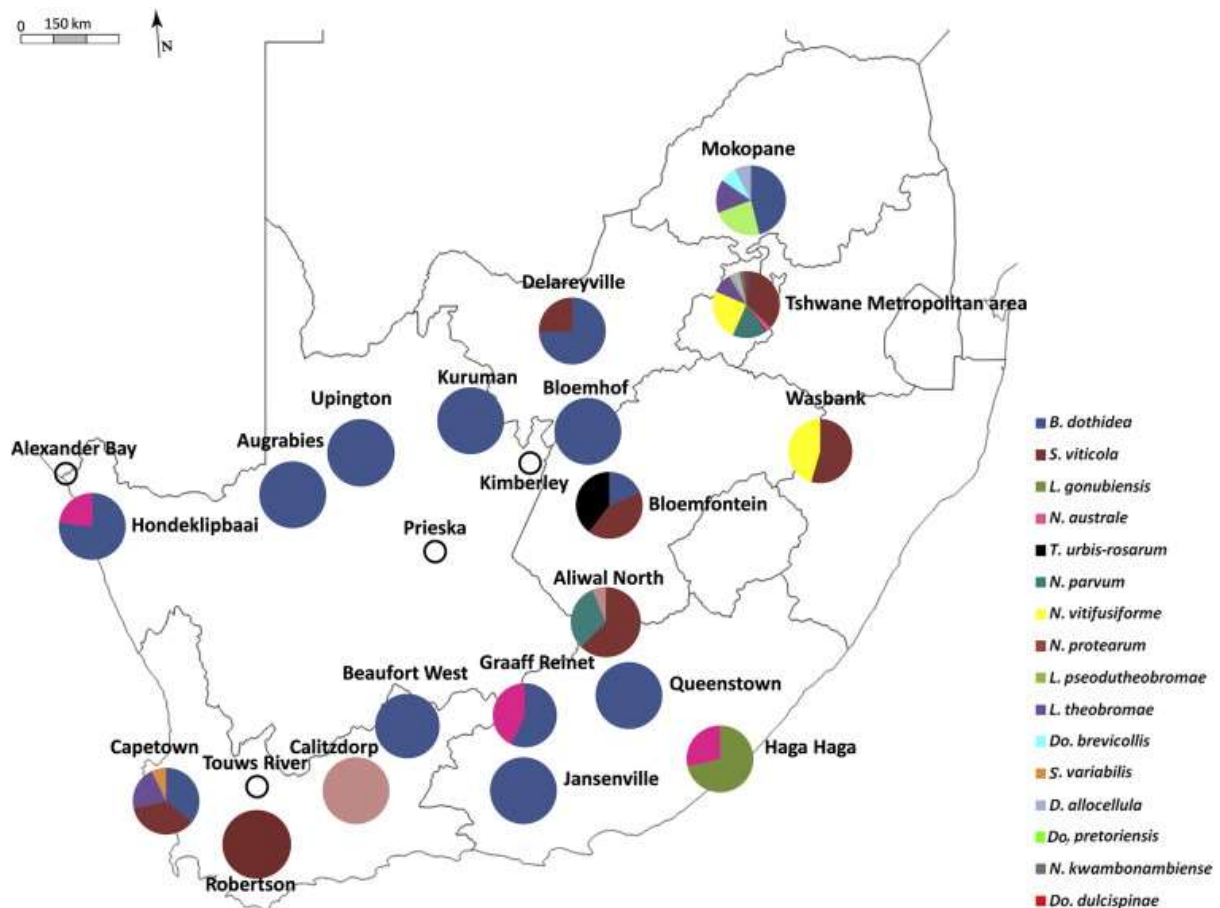 0 150 km
N
Mokopane
Delareyville
Tshwane Metropolitan area
Kuruman
Bloemhof
Upington
Wasbank
Augrabies
Alexander Bay
Kimberley
Bloemfontein
Hondeklipbaai
Prieska
Aliwal North
Graaff Reinet
Beaufort West
Queenstown
Capetown
Calitzdorp
Touws River
Haga Haga
Jansenville
Robertson
B. dothidea
S. viticola
L. gonubiensis
N. australe
T. urbis-rosarum
N. parvum
N. vitifusiforme
N. protearum
L. pseodutheobromae
L. theobromae
Do. brevicollis
S. variabilis
D. allocellula
Do, pretoriensis
N. kwambonambiense
Do. dulcispinae